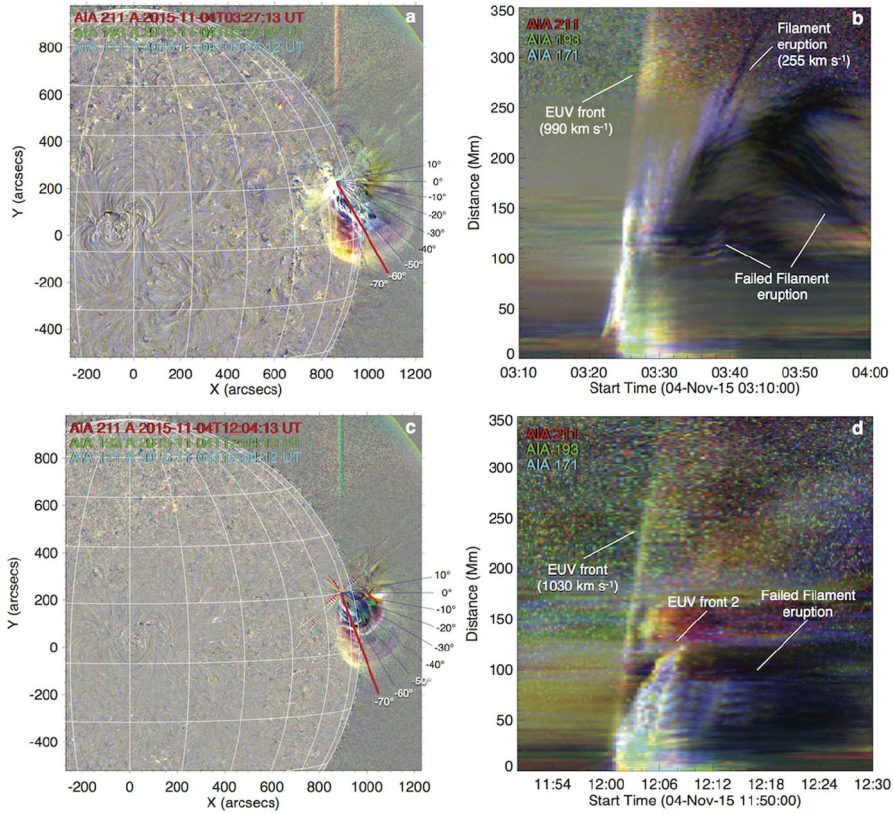 AIA 211 A 2015-11-04T03:27:13 UT
a
800
600
400
200
0
-200
-400
Y (arcsecs)
10°
0°
-10°
-20°
-30°
-40°
-50°
-60°
-70°
-200
0
200
400
600
800
1000
1200
X (arcsecs)
AIA 211
AIA 193
AIA 171
b
Filament
eruption
(255 km s⁻¹)
EUV front
(990 km s⁻¹)
Failed Filament
eruption
350
300
250
200
150
100
50
0
Distance (Mm)
03:10
03:20
03:30
03:40
03:50
04:00
Start Time (04-Nov-15 03:10:00)
AIA 211 A 2015-11-04T12:04:13 UT
c
800
600
400
200
0
-200
-400
Y (arcsecs)
10°
0°
-10°
-20°
-30°
-40°
-50°
-60°
-70°
-200
0
200
400
600
800
1000
1200
X (arcsecs)
AIA 211
AIA 193
AIA 171
d
EUV front
(1030 km s⁻¹)
EUV front 2
Failed Filament
eruption
350
300
250
200
150
100
50
0
Distance (Mm)
11:54
12:00
12:06
12:12
12:18
12:24
12:30
Start Time (04-Nov-15 11:50:00)